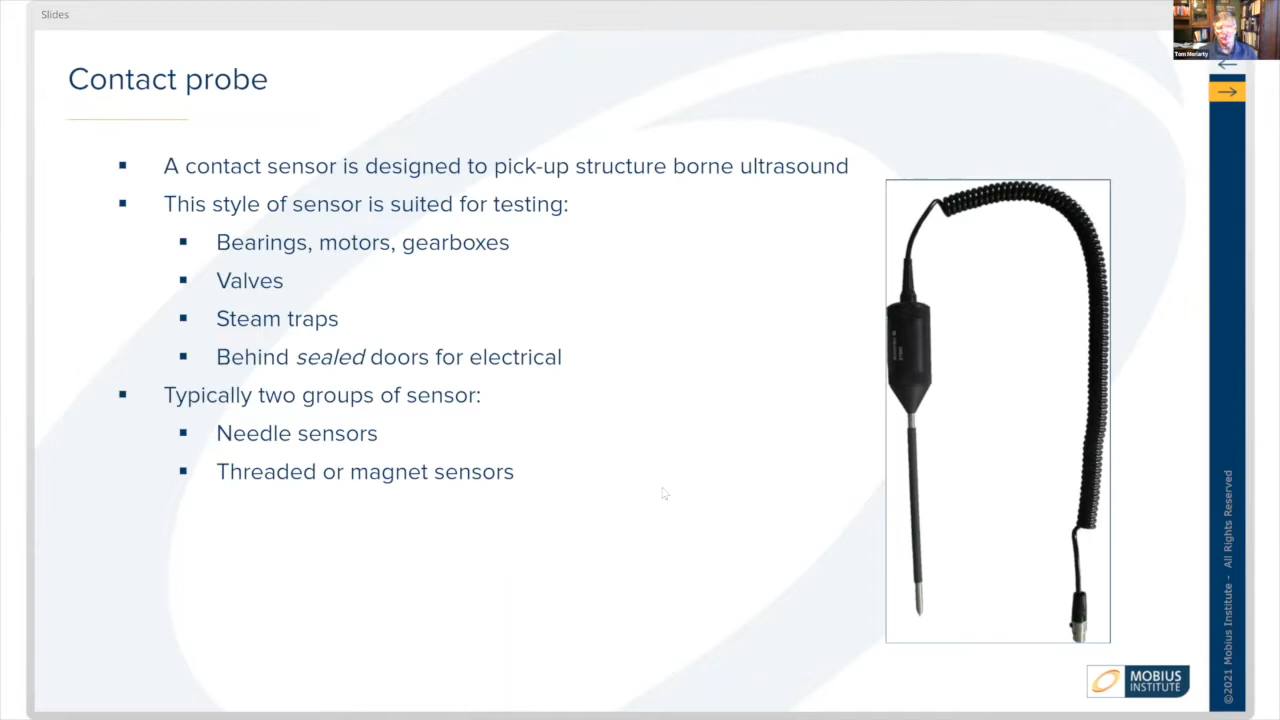 Slides
Tom Moriarty
Contact probe
A contact sensor is designed to pick-up structure borne ultrasound
This style of sensor is suited for testing:
Bearings, motors, gearboxes
Valves
Steam traps
Behind sealed doors for electrical
Typically two groups of sensor:
Needle sensors
Threaded or magnet sensors
MOBIUS
INSTITUTE
©2021 Mobius Institute - All Rights Reserved